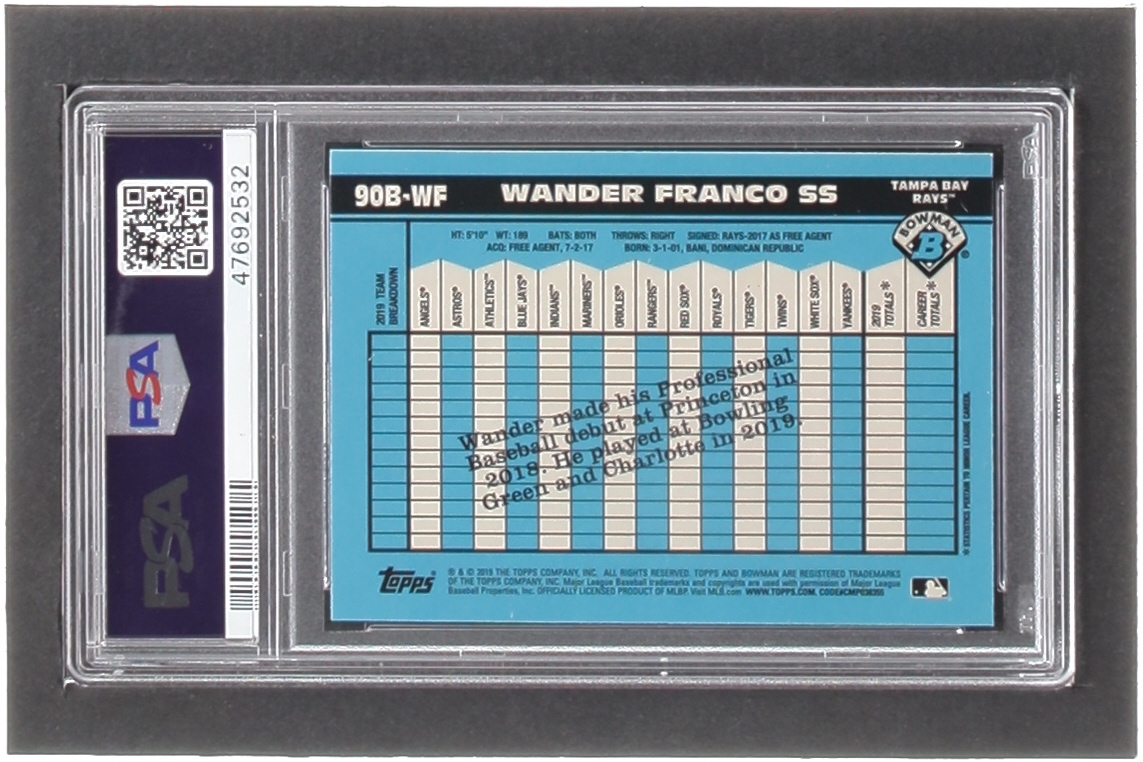 47692532
PSA
PSA
90B-WF
WANDER FRANCO SS
TAMPA BAY
RAYS™
BOWMAN
B
®
HT: 5'10" WT: 189 BATS: BOTH THROWS: RIGHT SIGNED: RAYS-2017 AS FREE AGENT
ACQ: FREE AGENT, 7-2-17 BORN: 3-1-01, BANI, DOMINICAN REPUBLIC
2019 TEAM
BREAKDOWN
ANGELS®
ASTROS®
ATHLETICS™
BLUE JAYS®
INDIANS™
MARINERS™
ORIOLES®
RANGERS®
RED SOX®
ROYALS®
TIGERS®
TWINS®
WHITE SOX®
YANKEES®
2019
TOTALS*
CAREER
TOTALS*
Wander made his Professional
Baseball debut at Princeton in
2018. He played at Bowling
Green and Charlotte in 2019.
* STATISTICS PERTAIN TO MINOR LEAGUE CAREER.
topps®
® & © 2019 THE TOPPS COMPANY, INC. ALL RIGHTS RESERVED. TOPPS AND BOWMAN ARE REGISTERED TRADEMARKS
OF THE TOPPS COMPANY, INC. Major League Baseball trademarks and copyrights are used with permission of Major League
Baseball Properties, Inc. OFFICIALLY LICENSED PRODUCT OF MLBP. Visit MLB.com WWW.TOPPS.COM.